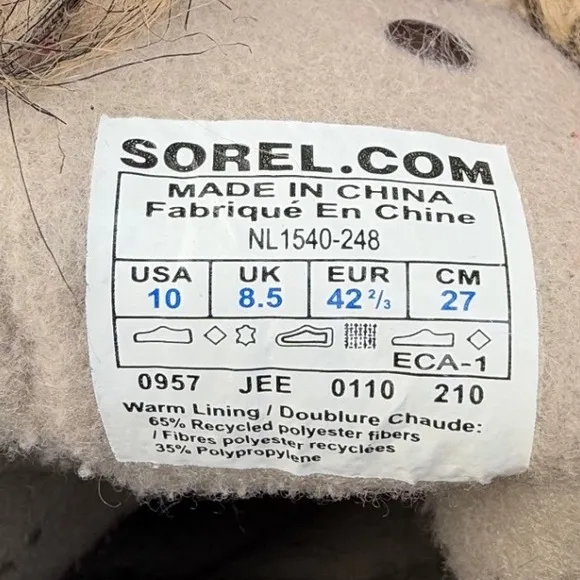 SOREL.COM
MADE IN CHINA
Fabriqué En Chine
NL1540-248
USA UK EUR CM
10 8.5 42 2/3 27
ECA-1
0957 JEE 0110 210
Warm Lining / Doublure Chaude:
65% Recycled polyester fibers
/ Fibres polyester recyclées
35% Polypropylene